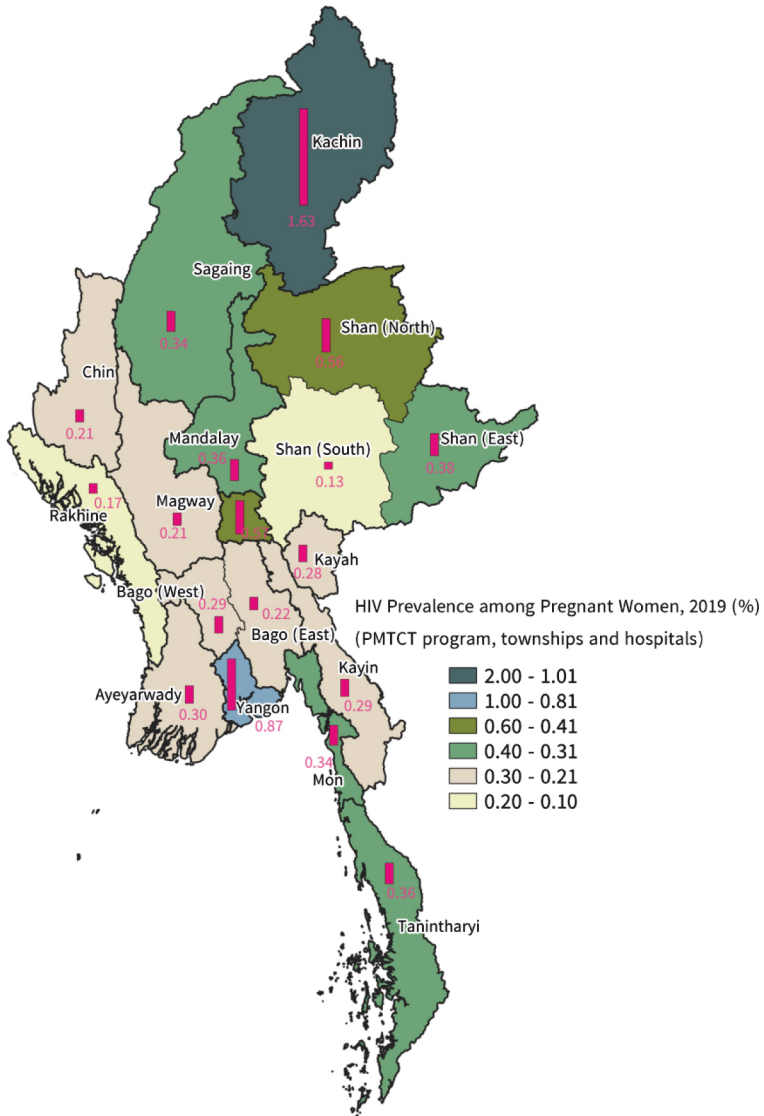 Kachin
1.63
Sagaing
0.34
Shan (North)
Chin
0.21
Mandalay
0.36
Shan (South)
0.13
Shan (East)
0.38
0.17
Rakhine
Magway
0.21
Kayah
0.28
Bago (West)
0.29
0.22
Bago (East)
HIV Prevalence among Pregnant Women, 2019 (%)
(PMTCT program, townships and hospitals)
Kayin
0.29
Ayeyarwady
0.30
Yangon
0.87
0.34
Mon
2.00 - 1.01
1.00 - 0.81
0.60 - 0.41
0.40 - 0.31
0.30 - 0.21
0.20 - 0.10
0.36
Tanintharyi